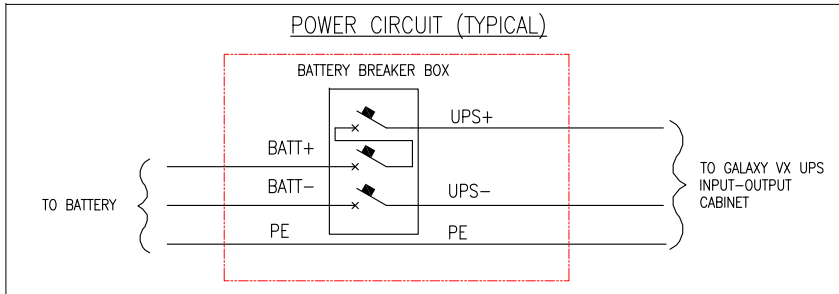 POWER CIRCUIT (TYPICAL)
BATTERY BREAKER BOX
UPS+
BATT+
BATT-
UPS-
PE
PE
TO BATTERY
TO GALAXY VX UPS
INPUT-OUTPUT
CABINET